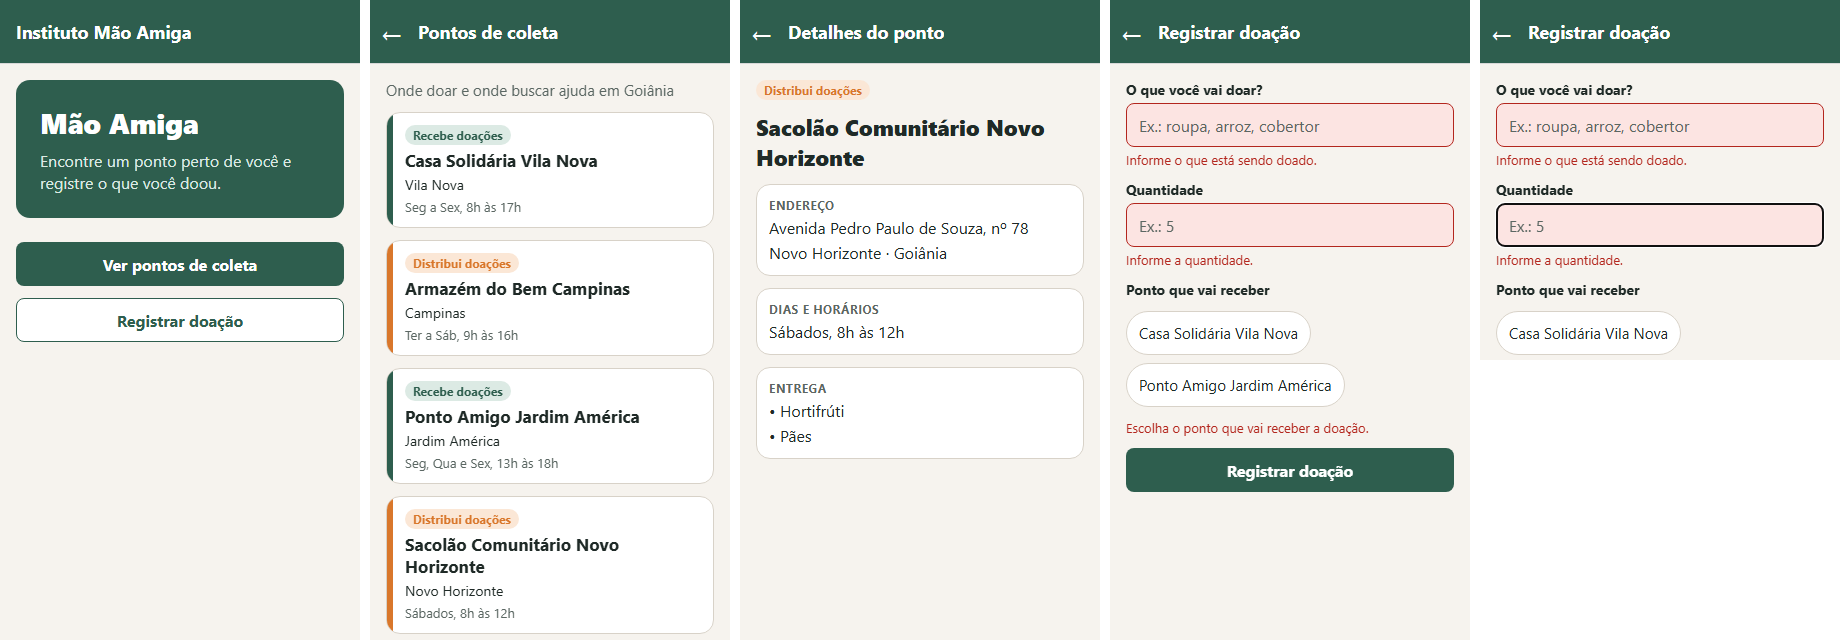 Instituto Mão Amiga
Mão Amiga
Encontre um ponto perto de você e
registre o que você doou.
Ver pontos de coleta
Registrar doação
← Pontos de coleta
Onde doar e onde buscar ajuda em Goiânia
Recebe doações
Casa Solidária Vila Nova
Vila Nova
Seg a Sex, 8h às 17h
Distribui doações
Armazém do Bem Campinas
Campinas
Ter a Sáb, 9h às 16h
Recebe doações
Ponto Amigo Jardim América
Jardim América
Seg, Qua e Sex, 13h às 18h
Distribui doações
Sacolão Comunitário Novo
Horizonte
Novo Horizonte
Sábados, 8h às 12h
← Detalhes do ponto
Distribui doações
Sacolão Comunitário Novo
Horizonte
ENDEREÇO
Avenida Pedro Paulo de Souza, nº 78
Novo Horizonte · Goiânia
DIAS E HORÁRIOS
Sábados, 8h às 12h
ENTREGA
• Hortifrúti
• Pães
← Registrar doação
O que você vai doar?
Ex.: roupa, arroz, cobertor
Informe o que está sendo doado.
Quantidade
Ex.: 5
Informe a quantidade.
Ponto que vai receber
Casa Solidária Vila Nova
Ponto Amigo Jardim América
Escolha o ponto que vai receber a doação.
Registrar doação
← Registrar doação
O que você vai doar?
Ex.: roupa, arroz, cobertor
Informe o que está sendo doado.
Quantidade
Ex.: 5
Informe a quantidade.
Ponto que vai receber
Casa Solidária Vila Nova